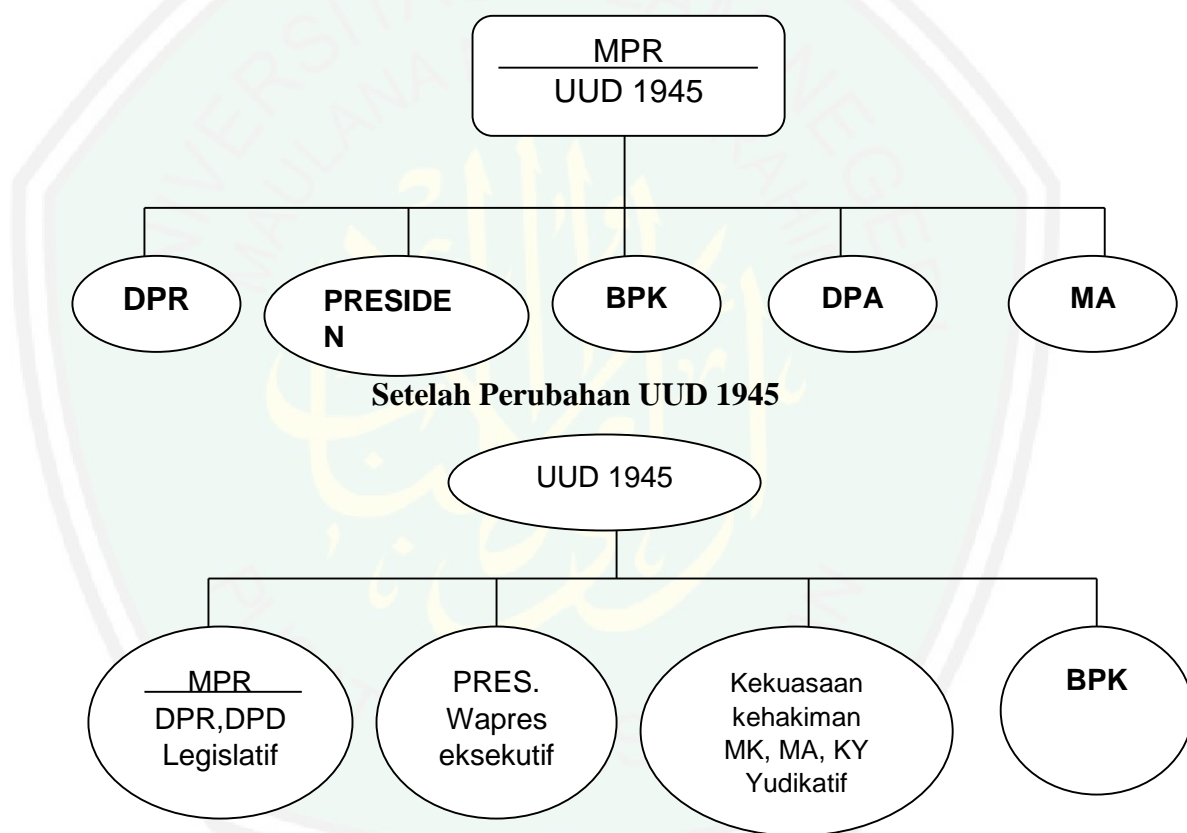 MPR
UUD 1945
DPR
PRESIDE
N
BPK
DPA
MA
Setelah Perubahan UUD 1945
UUD 1945
MPR
DPR,DPD
Legislatif
PRES.
Wapres
eksekutif
Kekuasaan
kehakiman
MK, MA, KY
Yudikatif
BPK